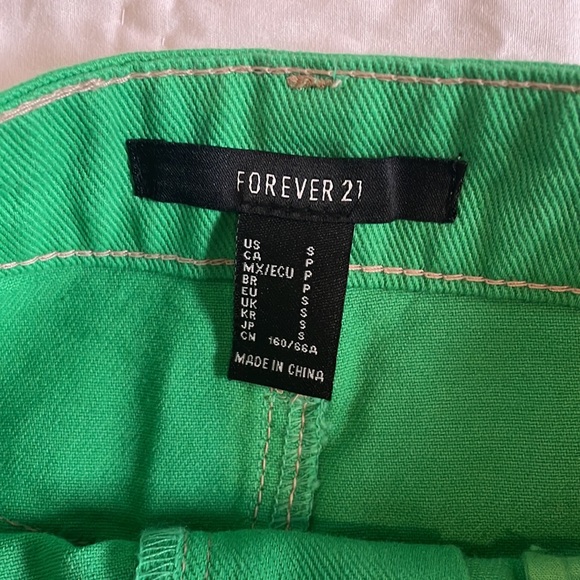 FOREVER 21
US S
CA P
MX/ECU P
BR P
EU S
UK S
KR S
JP S
CN 160/66A
MADE IN CHINA